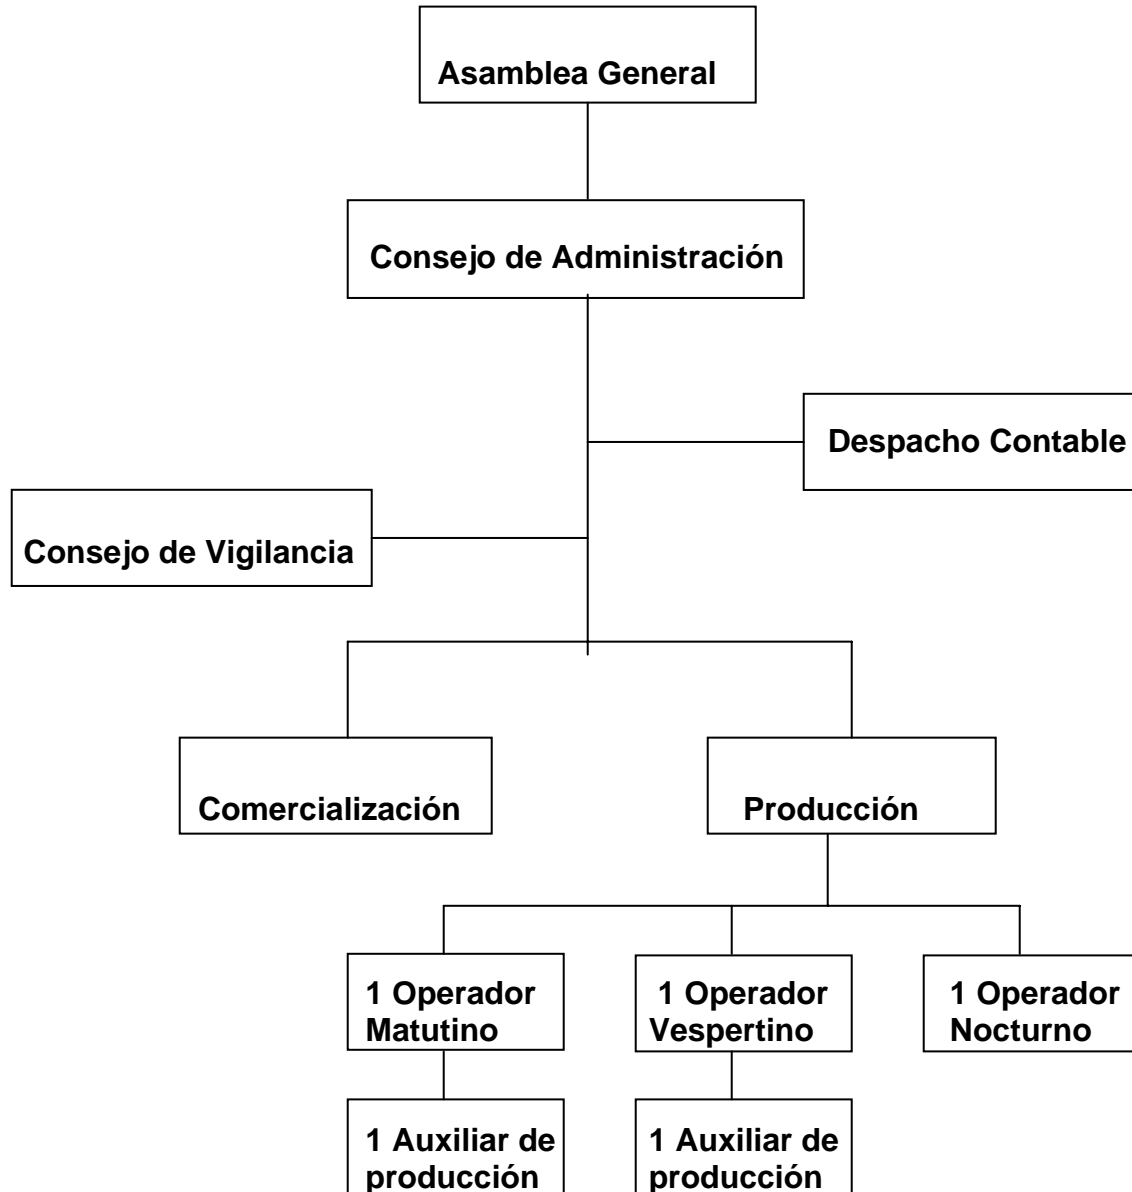 Asamblea General
Consejo de Administración
Despacho Contable
Consejo de Vigilancia
Comercialización
Producción
1 Operador
Matutino
1 Operador
Vespertino
1 Operador
Nocturno
1 Auxiliar de
producción
1 Auxiliar de
producción